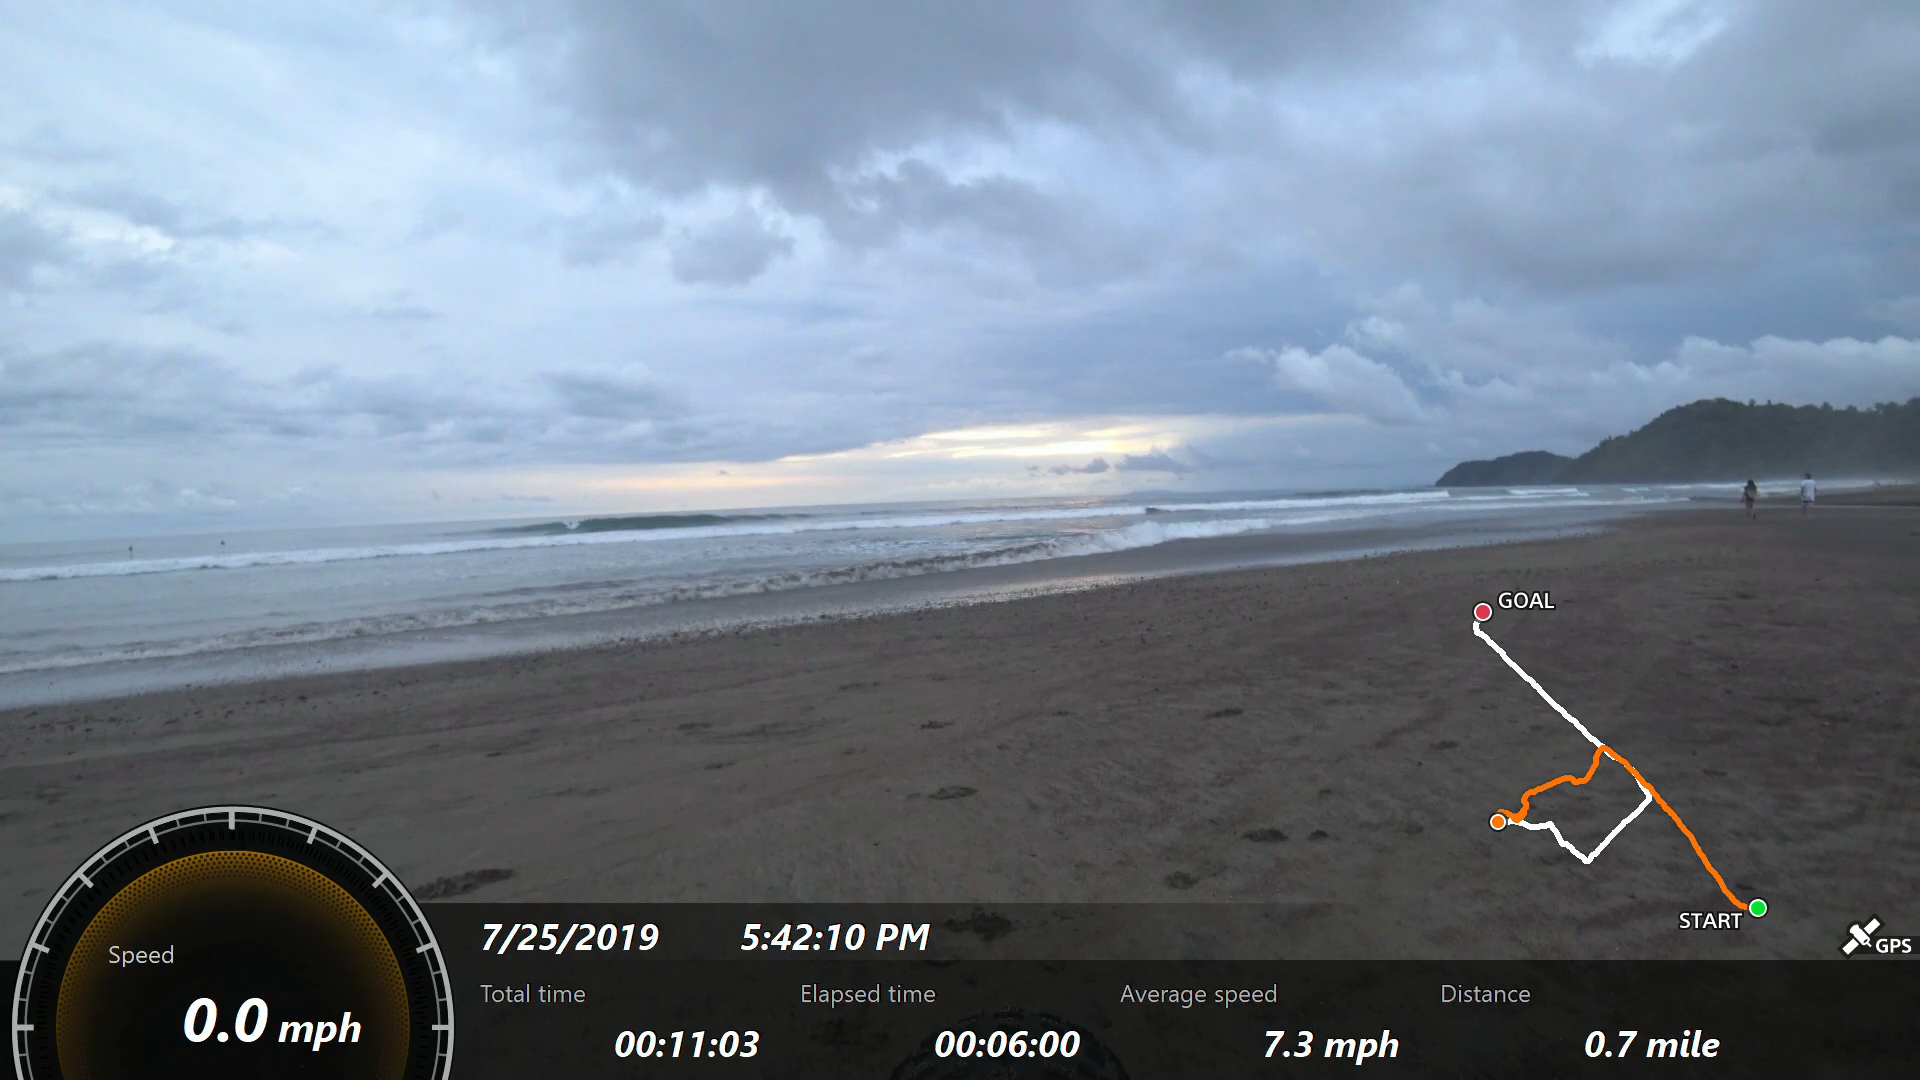 GOAL
START
GPS
7/25/2019 5:42:10 PM
Speed
0.0 mph
Total time Elapsed time Average speed Distance
00:11:03 00:06:00 7.3 mph 0.7 mile